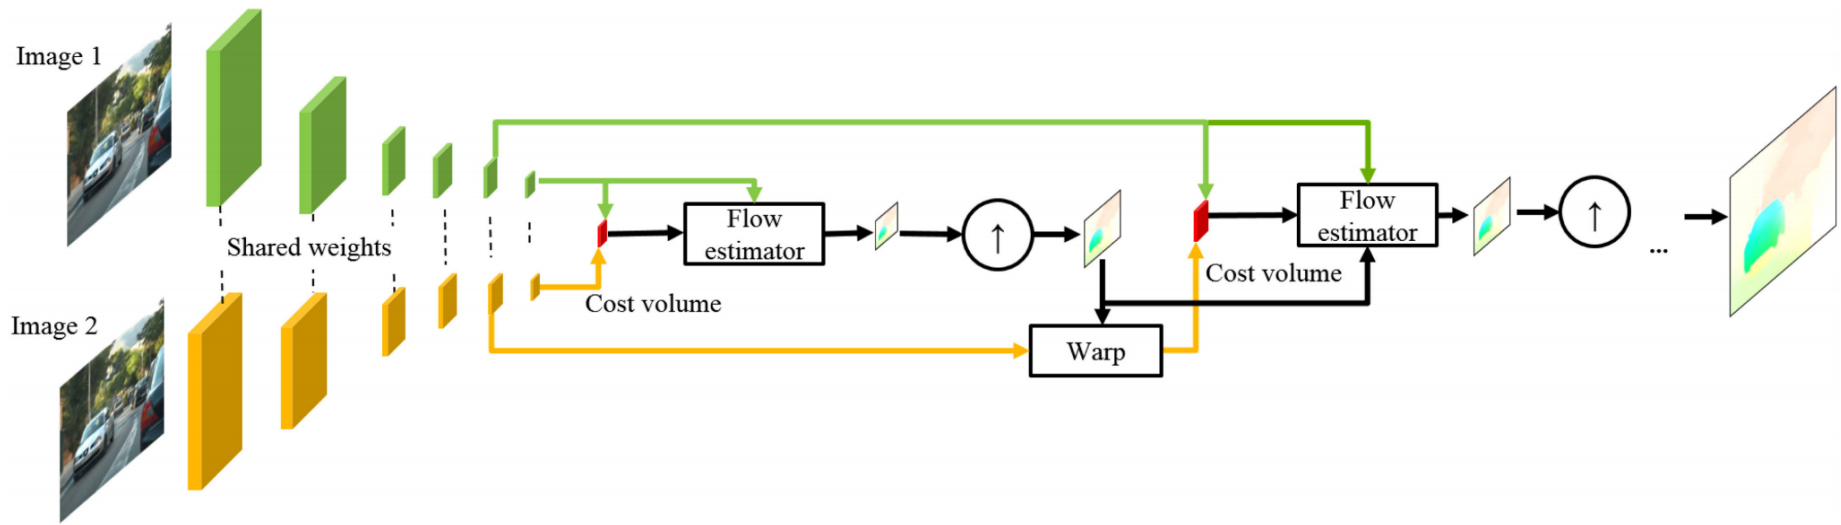 Image 1
Shared weights
Image 2
Flow
estimator
Cost volume
↑
Warp
Cost volume
Flow
estimator
↑
...